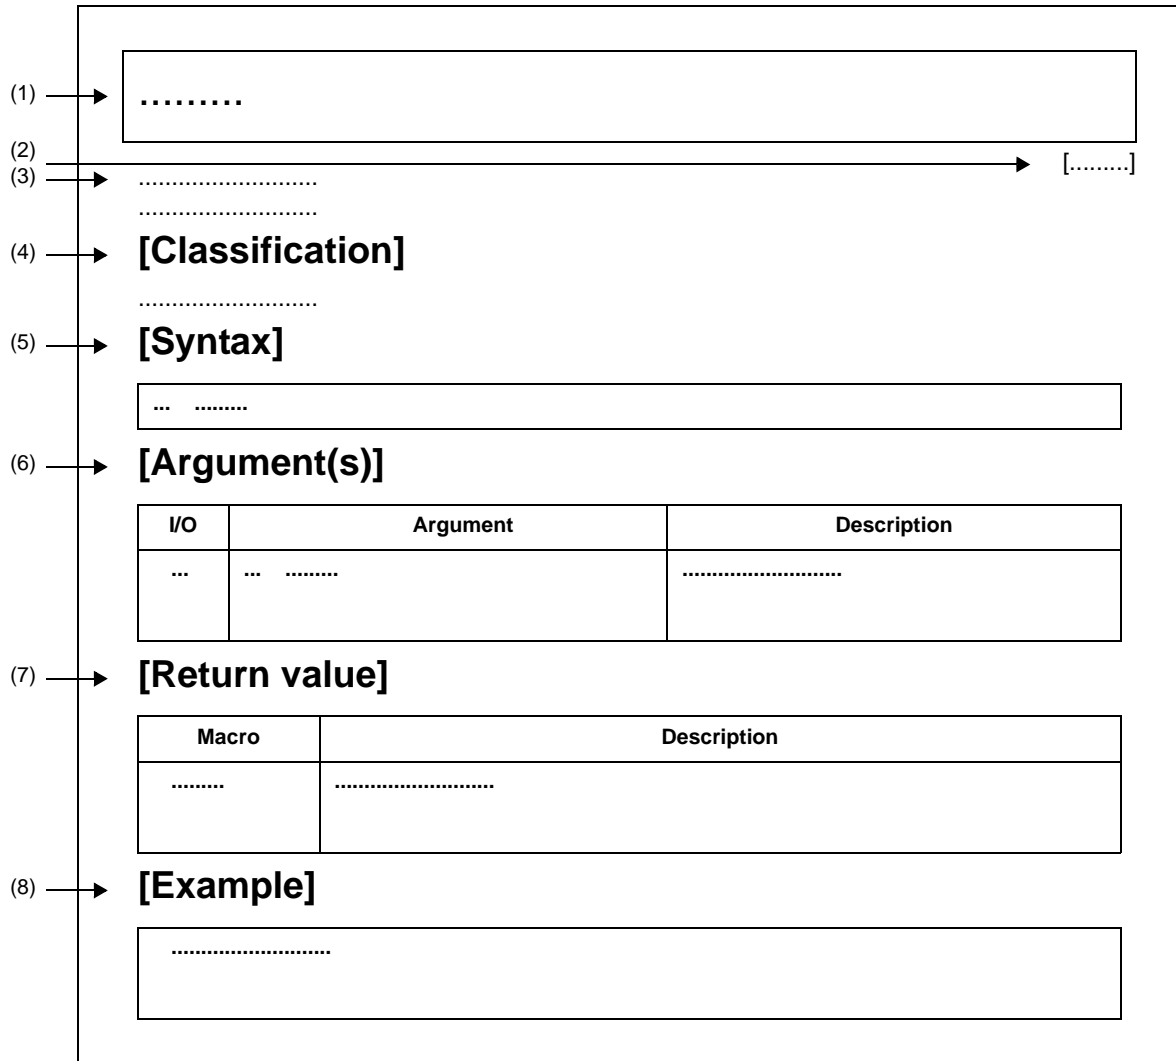 (1) .........
(2) [.........]
(3) ...........................
...........................
(4) [Classification]
...........................
(5) [Syntax]
... .........
(6) [Argument(s)]
I/O Argument Description
... ... ......... ...........................
(7) [Return value]
Macro Description
......... ...........................
(8) [Example]
...........................